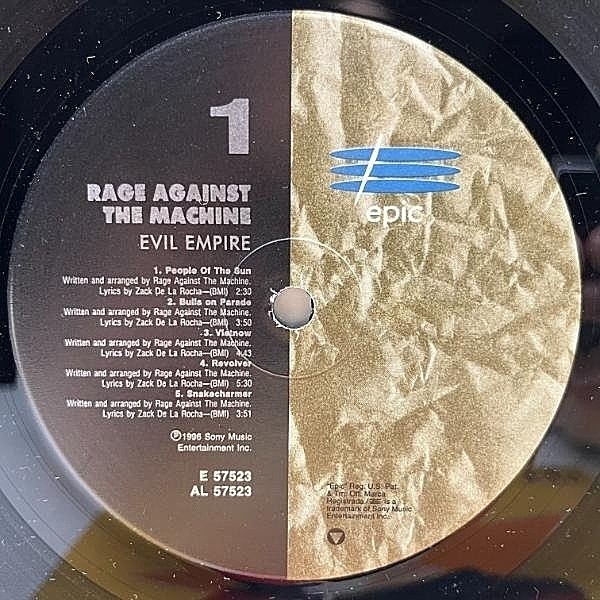 1
RAGE AGAINST
THE MACHINE
EVIL EMPIRE
1. People Of The Sun
Written and arranged by Rage Against The Machine.
Lyrics by Zack De La Rocha—(BMI) 2:30
2. Bulls on Parade
Written and arranged by Rage Against The Machine.
Lyrics by Zack De La Rocha—(BMI) 3:50
3. Vietnow
Written and arranged by Rage Against The Machine.
Lyrics by Zack De La Rocha—(BMI) 4:43
4. Revolver
Written and arranged by Rage Against The Machine.
Lyrics by Zack De La Rocha—(BMI) 5:30
5. Snakecharmer
Written and arranged by Rage Against The Machine.
Lyrics by Zack De La Rocha—(BMI) 3:51
℗1996 Sony Music
Entertainment Inc.
E 57523
AL 57523
epic
"Epic" Reg. U.S. Pat.
& Tm. Off. Marca
Registrada / is a
trademark of Sony Music
Entertainment Inc.